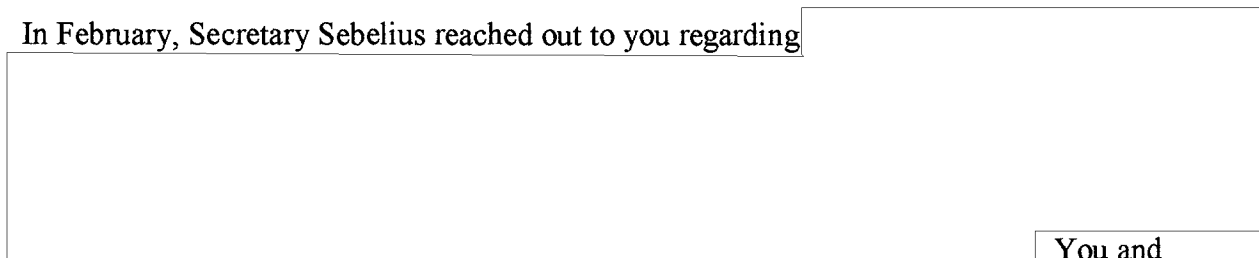 In February, Secretary Sebelius reached out to you regarding
You and